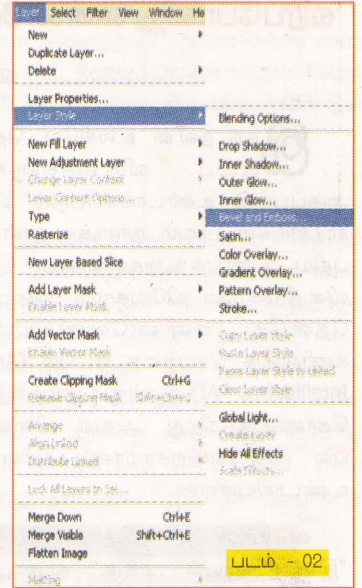 Layer Select Filter View Window He
New
Duplicate Layer...
Delete
Layer Properties...
Layer Style
New Fill Layer
New Adjustment Layer
Change Layer Content
Layer Content Options...
Type
Rasterize
New Layer Based Slice
Add Layer Mask
Enable Layer Mask
Add Vector Mask
Enable Vector Mask
Create Clipping Mask Ctrl+G
Release Clipping Mask
Arrange
Align Linked
Distribute Linked
Lock All Layers In Set...
Merge Down Ctrl+E
Merge Visible Shift+Ctrl+E
Flatten Image
Matting
Blending Options...
Drop Shadow...
Inner Shadow...
Outer Glow...
Inner Glow...
Bevel and Emboss...
Satin...
Color Overlay...
Gradient Overlay...
Pattern Overlay...
Stroke...
Copy Layer Style
Paste Layer Style
Paste Layer Style to Linked
Clear Layer Style
Global Light...
Create Layer
Hide All Effects
Scale Effects...
படம் - 02